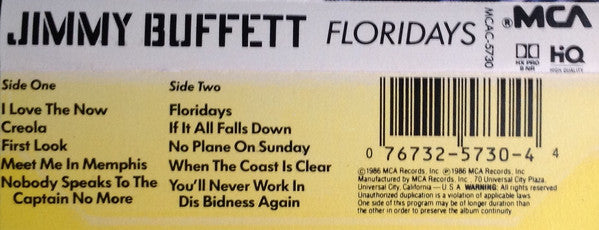 JIMMY BUFFETT FLORIDAYS MCAC-5730 ® MCA
DOLBY HX PRO B NR HiQ HIGH QUALITY
Side One
I Love The Now
Creola
First Look
Meet Me In Memphis
Nobody Speaks To The
Captain No More
Side Two
Floridays
If It All Falls Down
No Plane On Sunday
When The Coast Is Clear
You'll Never Work In
Dis Bidness Again
0 76732-5730-4 4
©1986 MCA Records, Inc. ℗1986 MCA Records, Inc.
Manufactured by MCA Records, Inc., 70 Universal City Plaza,
Universal City, California — U.S.A. WARNING: All rights reserved
Unauthorized duplication is a violation of applicable laws
One side of this program may be of longer duration than
the other in order to preserve the album continuity